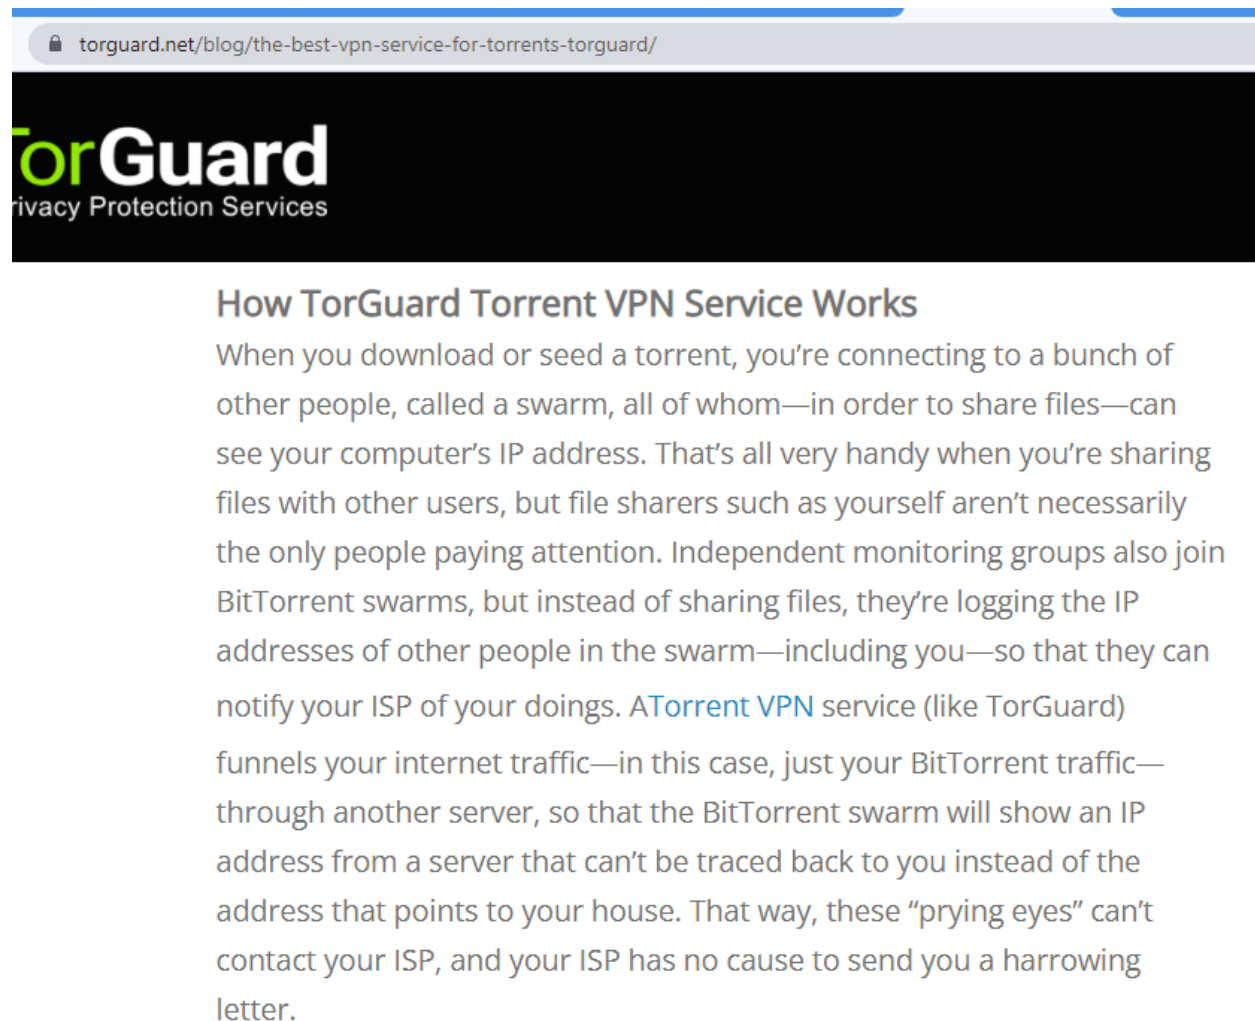 torguard.net/blog/the-best-vpn-service-for-torrents-torguard/
TorGuard
rivacy Protection Services
How TorGuard Torrent VPN Service Works
When you download or seed a torrent, you’re connecting to a bunch of
other people, called a swarm, all of whom—in order to share files—can
see your computer’s IP address. That’s all very handy when you’re sharing
files with other users, but file sharers such as yourself aren’t necessarily
the only people paying attention. Independent monitoring groups also join
BitTorrent swarms, but instead of sharing files, they’re logging the IP
addresses of other people in the swarm—including you—so that they can
notify your ISP of your doings. ATorrent VPN service (like TorGuard)
funnels your internet traffic—in this case, just your BitTorrent traffic—
through another server, so that the BitTorrent swarm will show an IP
address from a server that can’t be traced back to you instead of the
address that points to your house. That way, these “prying eyes” can’t
contact your ISP, and your ISP has no cause to send you a harrowing
letter.